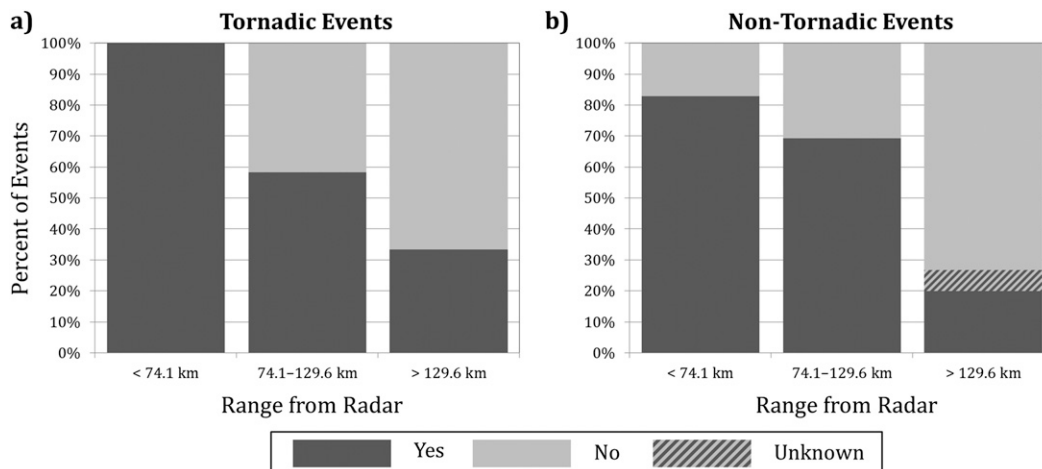 a) Tornadic Events
b) Non-Tornadic Events
Percent of Events
100%
90%
80%
70%
60%
50%
40%
30%
20%
10%
0%
< 74.1 km 74.1–129.6 km > 129.6 km
Range from Radar
100%
90%
80%
70%
60%
50%
40%
30%
20%
10%
0%
< 74.1 km 74.1–129.6 km > 129.6 km
Range from Radar
Yes No Unknown